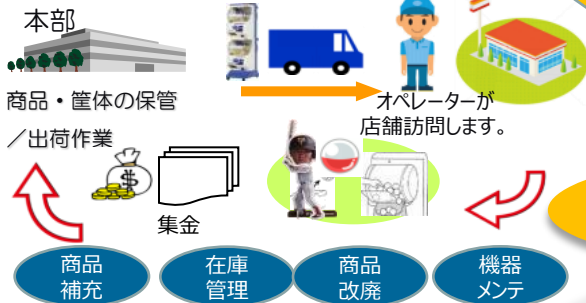 本部
商品・筐体の保管
／出荷作業
オペレーターが
店舗訪問します。
集金
商品
補充
在庫
管理
商品
改廃
機器
メンテ